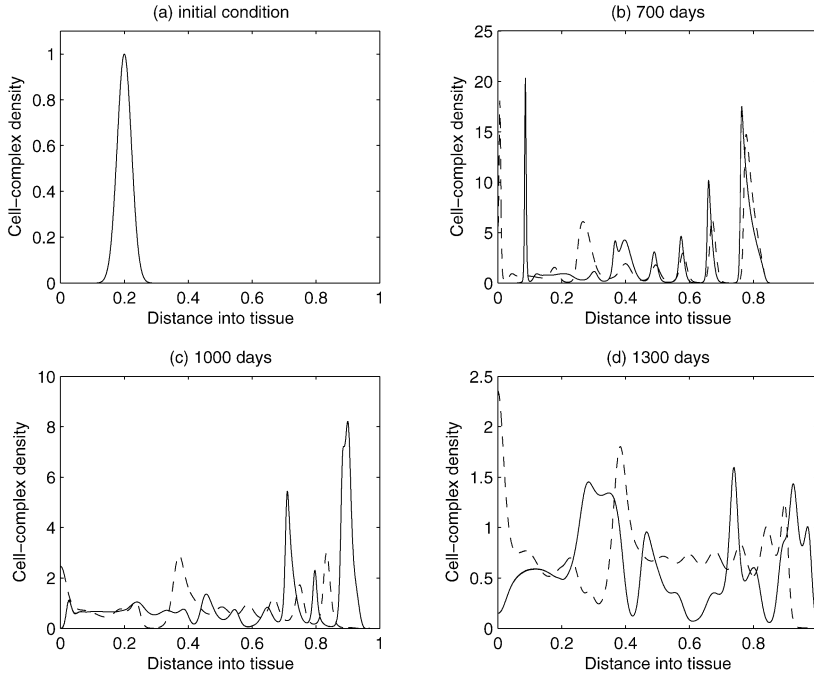 (a) initial condition
Cell−complex density
1
0.8
0.6
0.4
0.2
0
0 0.2 0.4 0.6 0.8 1
Distance into tissue
(b) 700 days
Cell−complex density
25
20
15
10
5
0
0 0.2 0.4 0.6 0.8
Distance into tissue
(c) 1000 days
Cell−complex density
10
8
6
4
2
0
0 0.2 0.4 0.6 0.8 1
Distance into tissue
(d) 1300 days
Cell−complex density
2.5
2
1.5
1
0.5
0
0 0.2 0.4 0.6 0.8
Distance into tissue